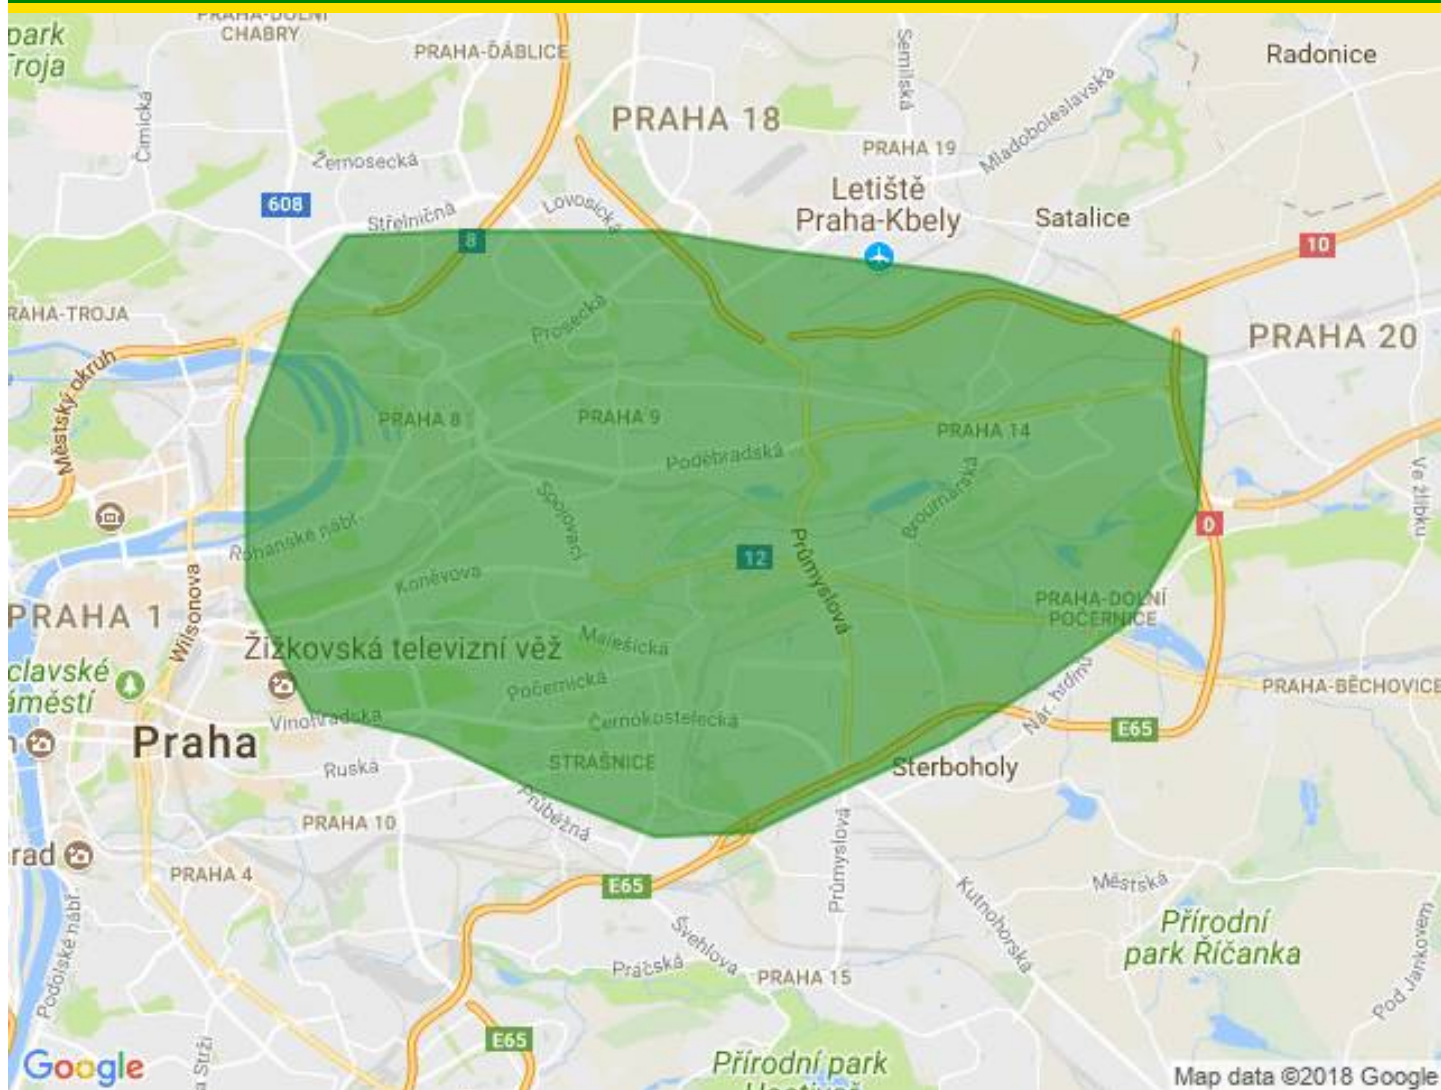 park
Troja
PRAHA-DOLNÍ
CHABRY
PRAHA-ĎÁBLICE
Semilská
Radonice
Čimická
PRAHA 18
Mladoboleslavská
Žernosecká
PRAHA 19
Letiště
Praha-Kbely
608
Střelničná
Lovosická
Satalice
8
10
RAHA-TROJA
Prosecká
PRAHA 20
Městský okruh
PRAHA 8
PRAHA 9
PRAHA 14
Poděbradská
Spojovací
Broumarská
Ve žlíbku
Rohanské nábř.
0
Průmyslová
12
Koněvova
Wilsonova
PRAHA 1
PRAHA-DOLNÍ
POČERNICE
Malešická
Žižkovská televizní věž
clavské
áměstí
Počernická
Nár. hrdinů
PRAHA-BĚCHOVICE
Vinohradská
Černokostelecká
E65
Praha
Ruska
STRAŠNICE
Sterboholy
Průběžná
PRAHA 10
rad
PRAHA 4
E65
Průmyslová
Městská
Kutnohorská
Podolské nábř.
Švehlova
Přírodní
park Říčanka
Práčská
PRAHA 15
Pod Jankovem
E65
a Strží
Přírodní park
Google
Map data ©2018 Google